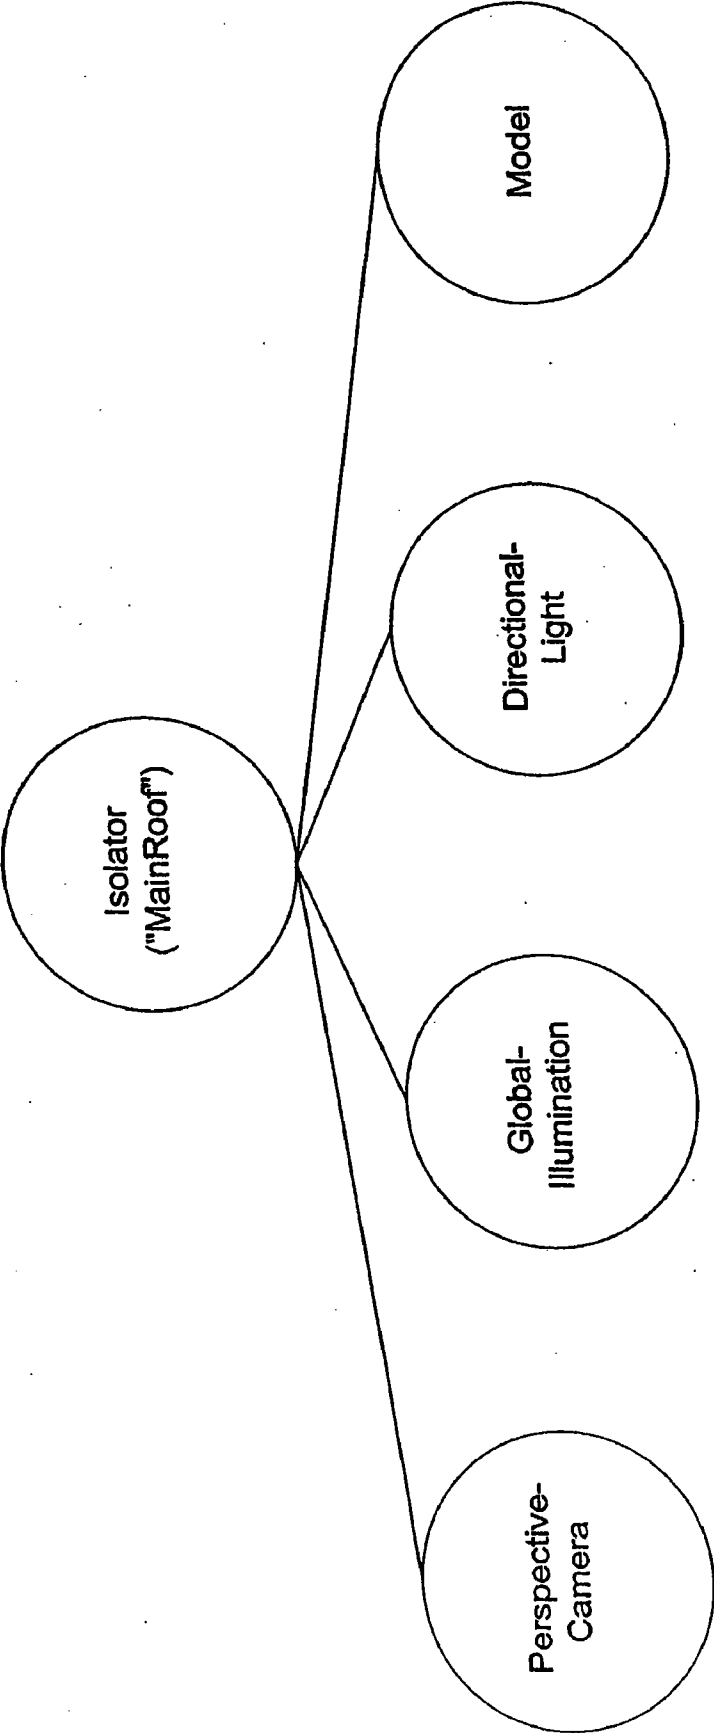 Isolator
("MainRoof")
Perspective-
Camera
Global-
Illumination
Directional-
Light
Model